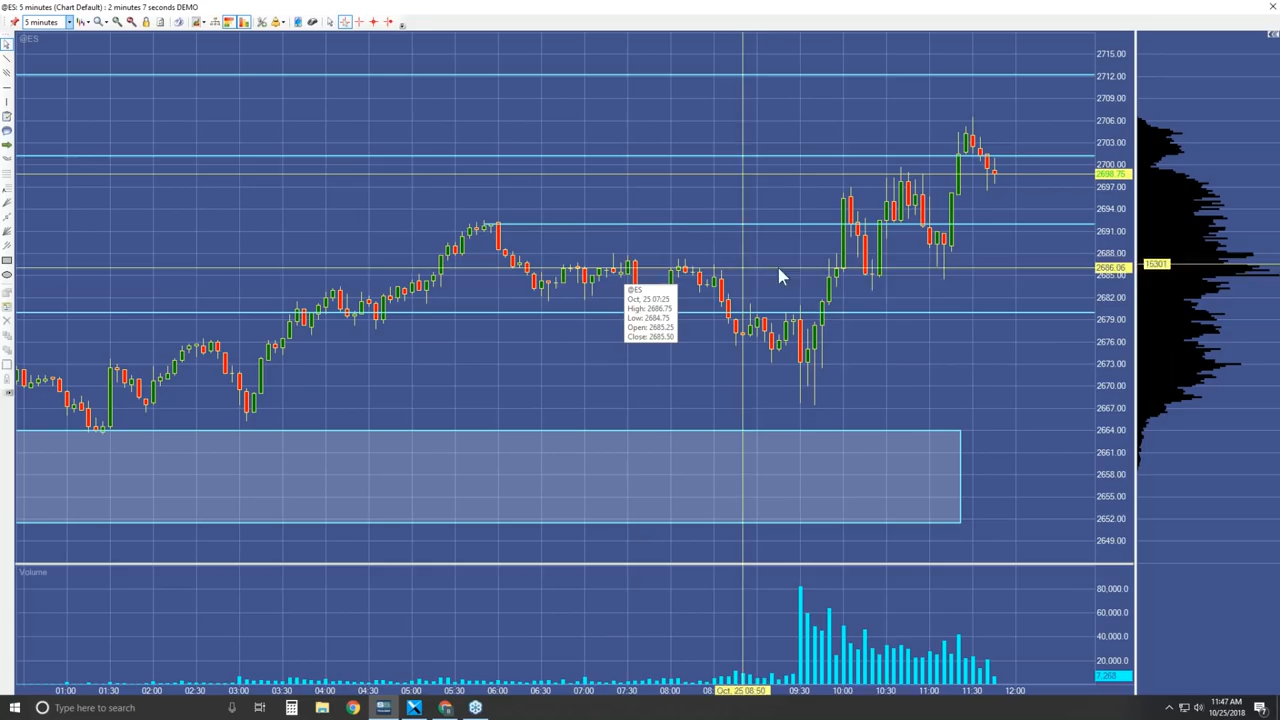 @ES: 5 minutes (Chart Default) : 2 minutes 7 seconds DEMO
5 minutes
@ES
2715.00
2712.00
2709.00
2706.00
2703.00
2700.00
2698.75
2697.00
2694.00
2691.00
2688.00
2686.06
2685.00
1530T
2682.00
2679.00
2676.00
2673.00
2670.00
2667.00
2664.00
2661.00
2658.00
2655.00
2652.00
2649.00
@ES
Oct, 25 07:25
High: 2686.75
Low: 2684.75
Open: 2685.25
Close: 2685.50
Volume
80,000.0
60,000.0
40,000.0
20,000.0
7.268
01:00 01:30 02:00 02:30 03:00 03:30 04:00 04:30 05:00 05:30 06:00 06:30 07:00 07:30 08:00 08: Oct, 25 08:50 09:30 10:00 10:30 11:00 11:30 12:00
Type here to search
11:47 AM
10/25/2018